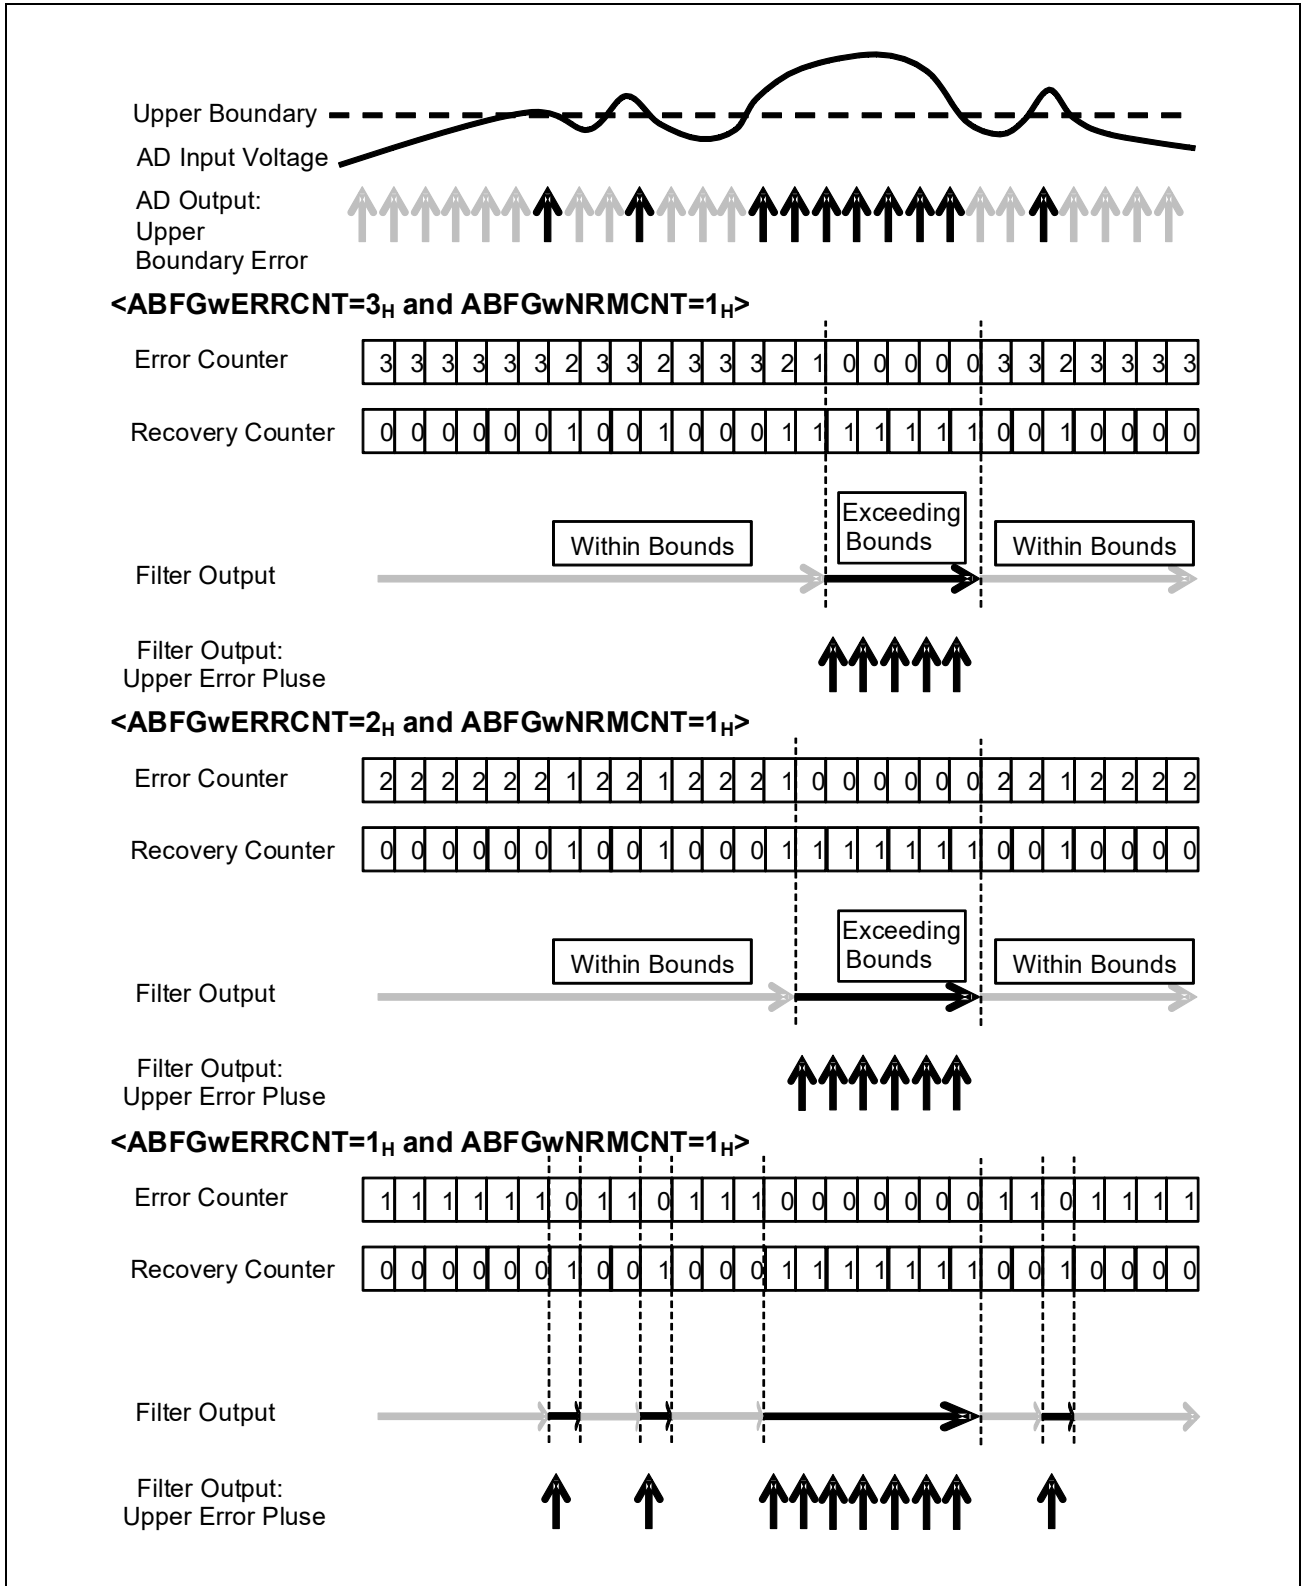 Upper Boundary
AD Input Voltage
AD Output:
Upper
Boundary Error
<ABFGwERRCNT=3H and ABFGwNRMCNT=1H>
Error Counter 3 3 3 3 3 3 2 3 3 2 3 3 3 2 1 0 0 0 0 0 3 3 2 3 3 3 3
Recovery Counter 0 0 0 0 0 0 1 0 0 1 0 0 0 1 1 1 1 1 1 1 0 0 1 0 0 0 0
Exceeding
Bounds
Within Bounds Within Bounds
Filter Output
Filter Output:
Upper Error Pluse
<ABFGwERRCNT=2H and ABFGwNRMCNT=1H>
Error Counter 2 2 2 2 2 2 1 2 2 1 2 2 2 1 0 0 0 0 0 0 2 2 1 2 2 2 2
Recovery Counter 0 0 0 0 0 0 1 0 0 1 0 0 0 1 1 1 1 1 1 1 0 0 1 0 0 0 0
Exceeding
Bounds
Within Bounds Within Bounds
Filter Output
Filter Output:
Upper Error Pluse
<ABFGwERRCNT=1H and ABFGwNRMCNT=1H>
Error Counter 1 1 1 1 1 1 0 1 1 0 1 1 1 0 0 0 0 0 0 0 1 1 0 1 1 1 1
Recovery Counter 0 0 0 0 0 0 1 0 0 1 0 0 0 1 1 1 1 1 1 1 0 0 1 0 0 0 0
Filter Output
Filter Output:
Upper Error Pluse